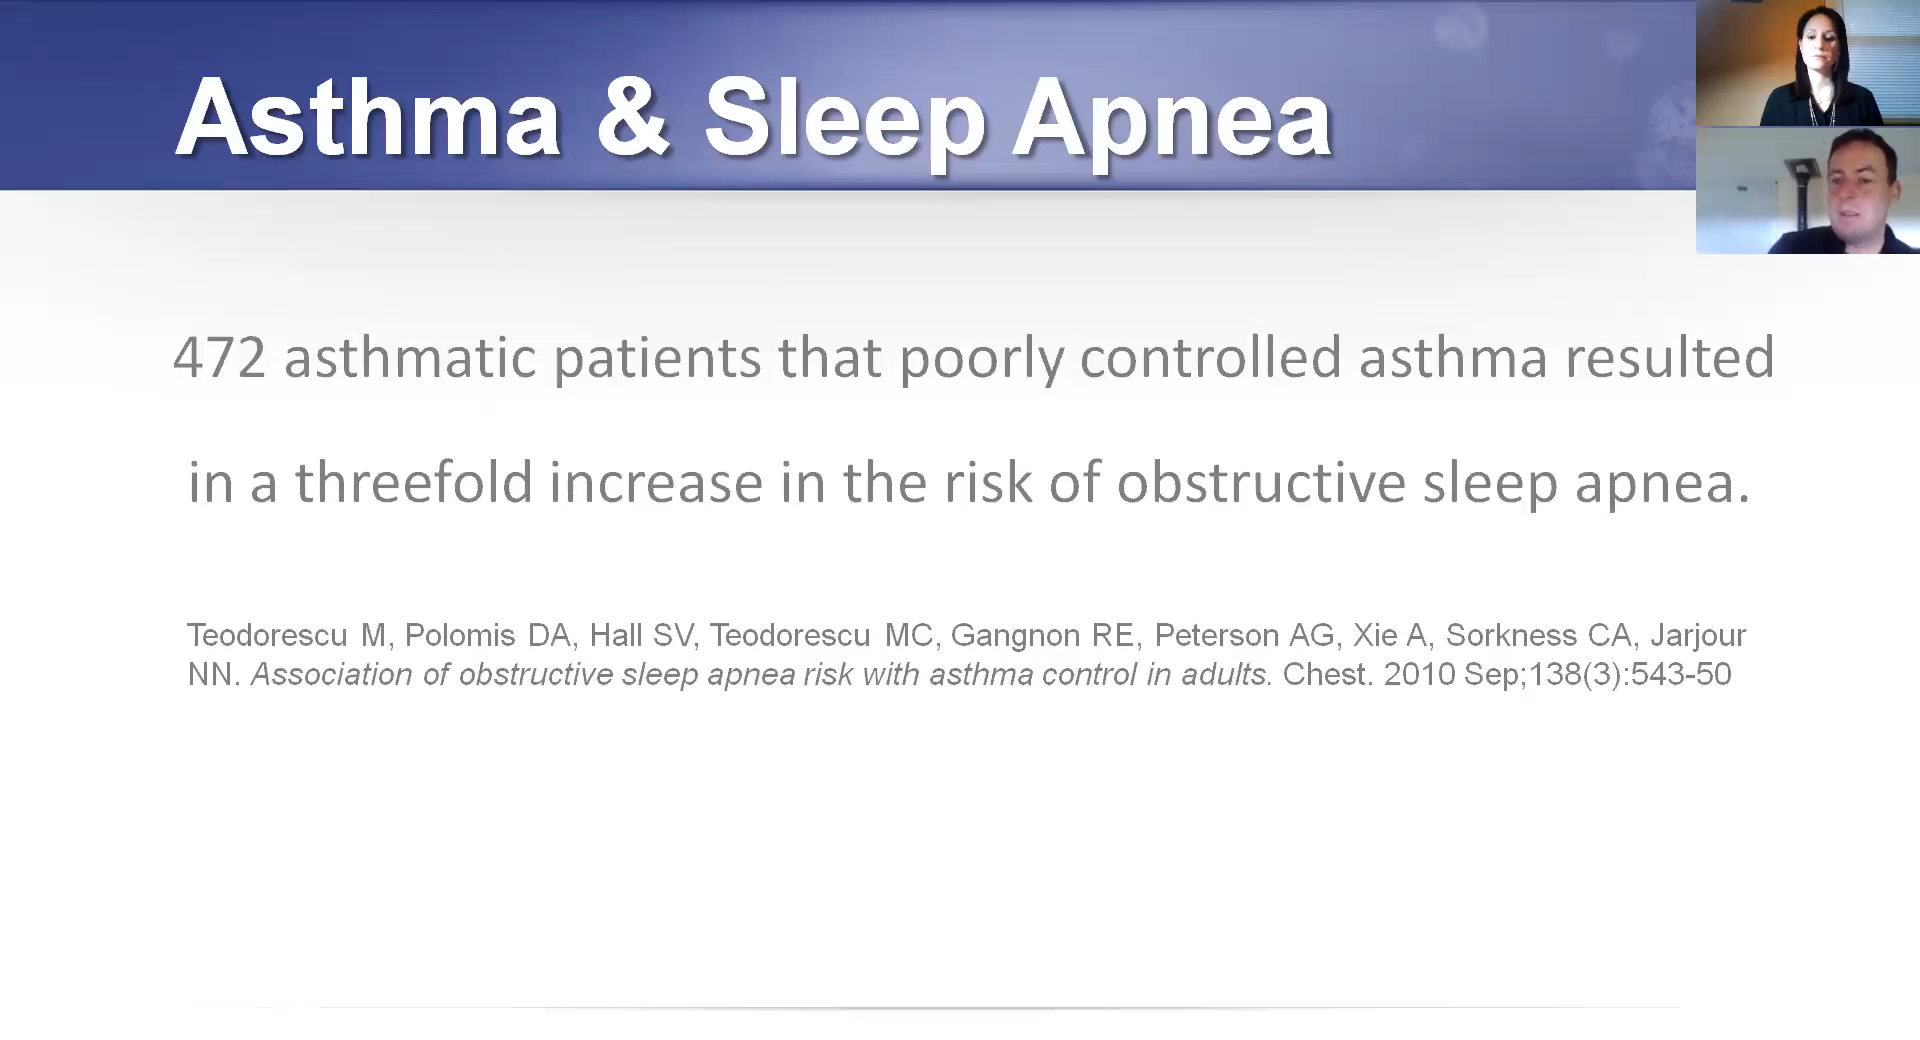 Asthma & Sleep Apnea
472 asthmatic patients that poorly controlled asthma resulted
in a threefold increase in the risk of obstructive sleep apnea.
Teodorescu M, Polomis DA, Hall SV, Teodorescu MC, Gangnon RE, Peterson AG, Xie A, Sorkness CA, Jarjour
NN. Association of obstructive sleep apnea risk with asthma control in adults. Chest. 2010 Sep;138(3):543-50